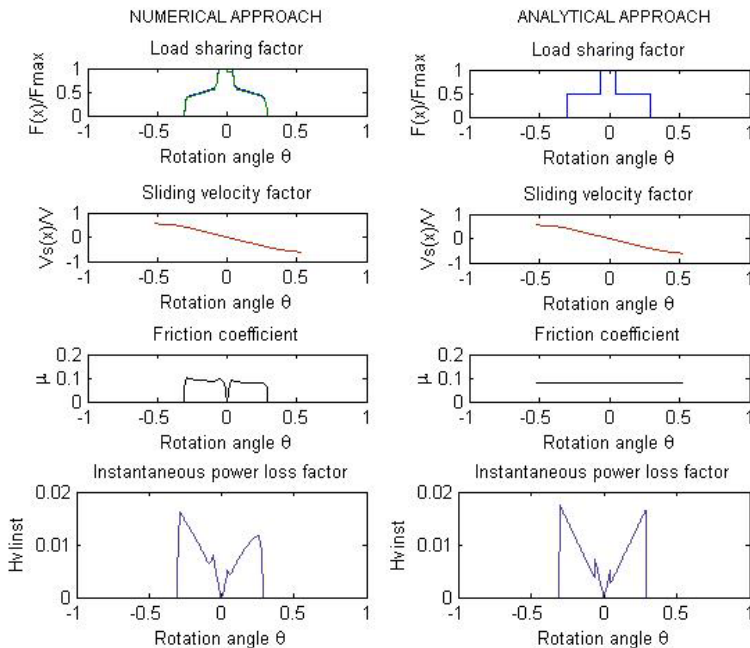 NUMERICAL APPROACH
Load sharing factor
F(x)/Fmax
1
0.5
0
-1 -0.5 0 0.5 1
Rotation angle θ
Sliding velocity factor
Vs(x)/V
1
0
-1
-1 -0.5 0 0.5 1
Rotation angle θ
Friction coefficient
μ
0.2
0.1
0
-1 -0.5 0 0.5 1
Rotation angle θ
Instantaneous power loss factor
Hvlinst
0.02
0.01
0
-1 -0.5 0 0.5 1
Rotation angle θ
ANALYTICAL APPROACH
Load sharing factor
F(x)/Fmax
1
0.5
0
-1 -0.5 0 0.5 1
Rotation angle θ
Sliding velocity factor
Vs(x)/V
1
0
-1
-1 -0.5 0 0.5 1
Rotation angle θ
Friction coefficient
μ
0.2
0.1
0
-1 -0.5 0 0.5 1
Rotation angle θ
Instantaneous power loss factor
Hvinst
0.02
0.01
0
-1 -0.5 0 0.5 1
Rotation angle θ